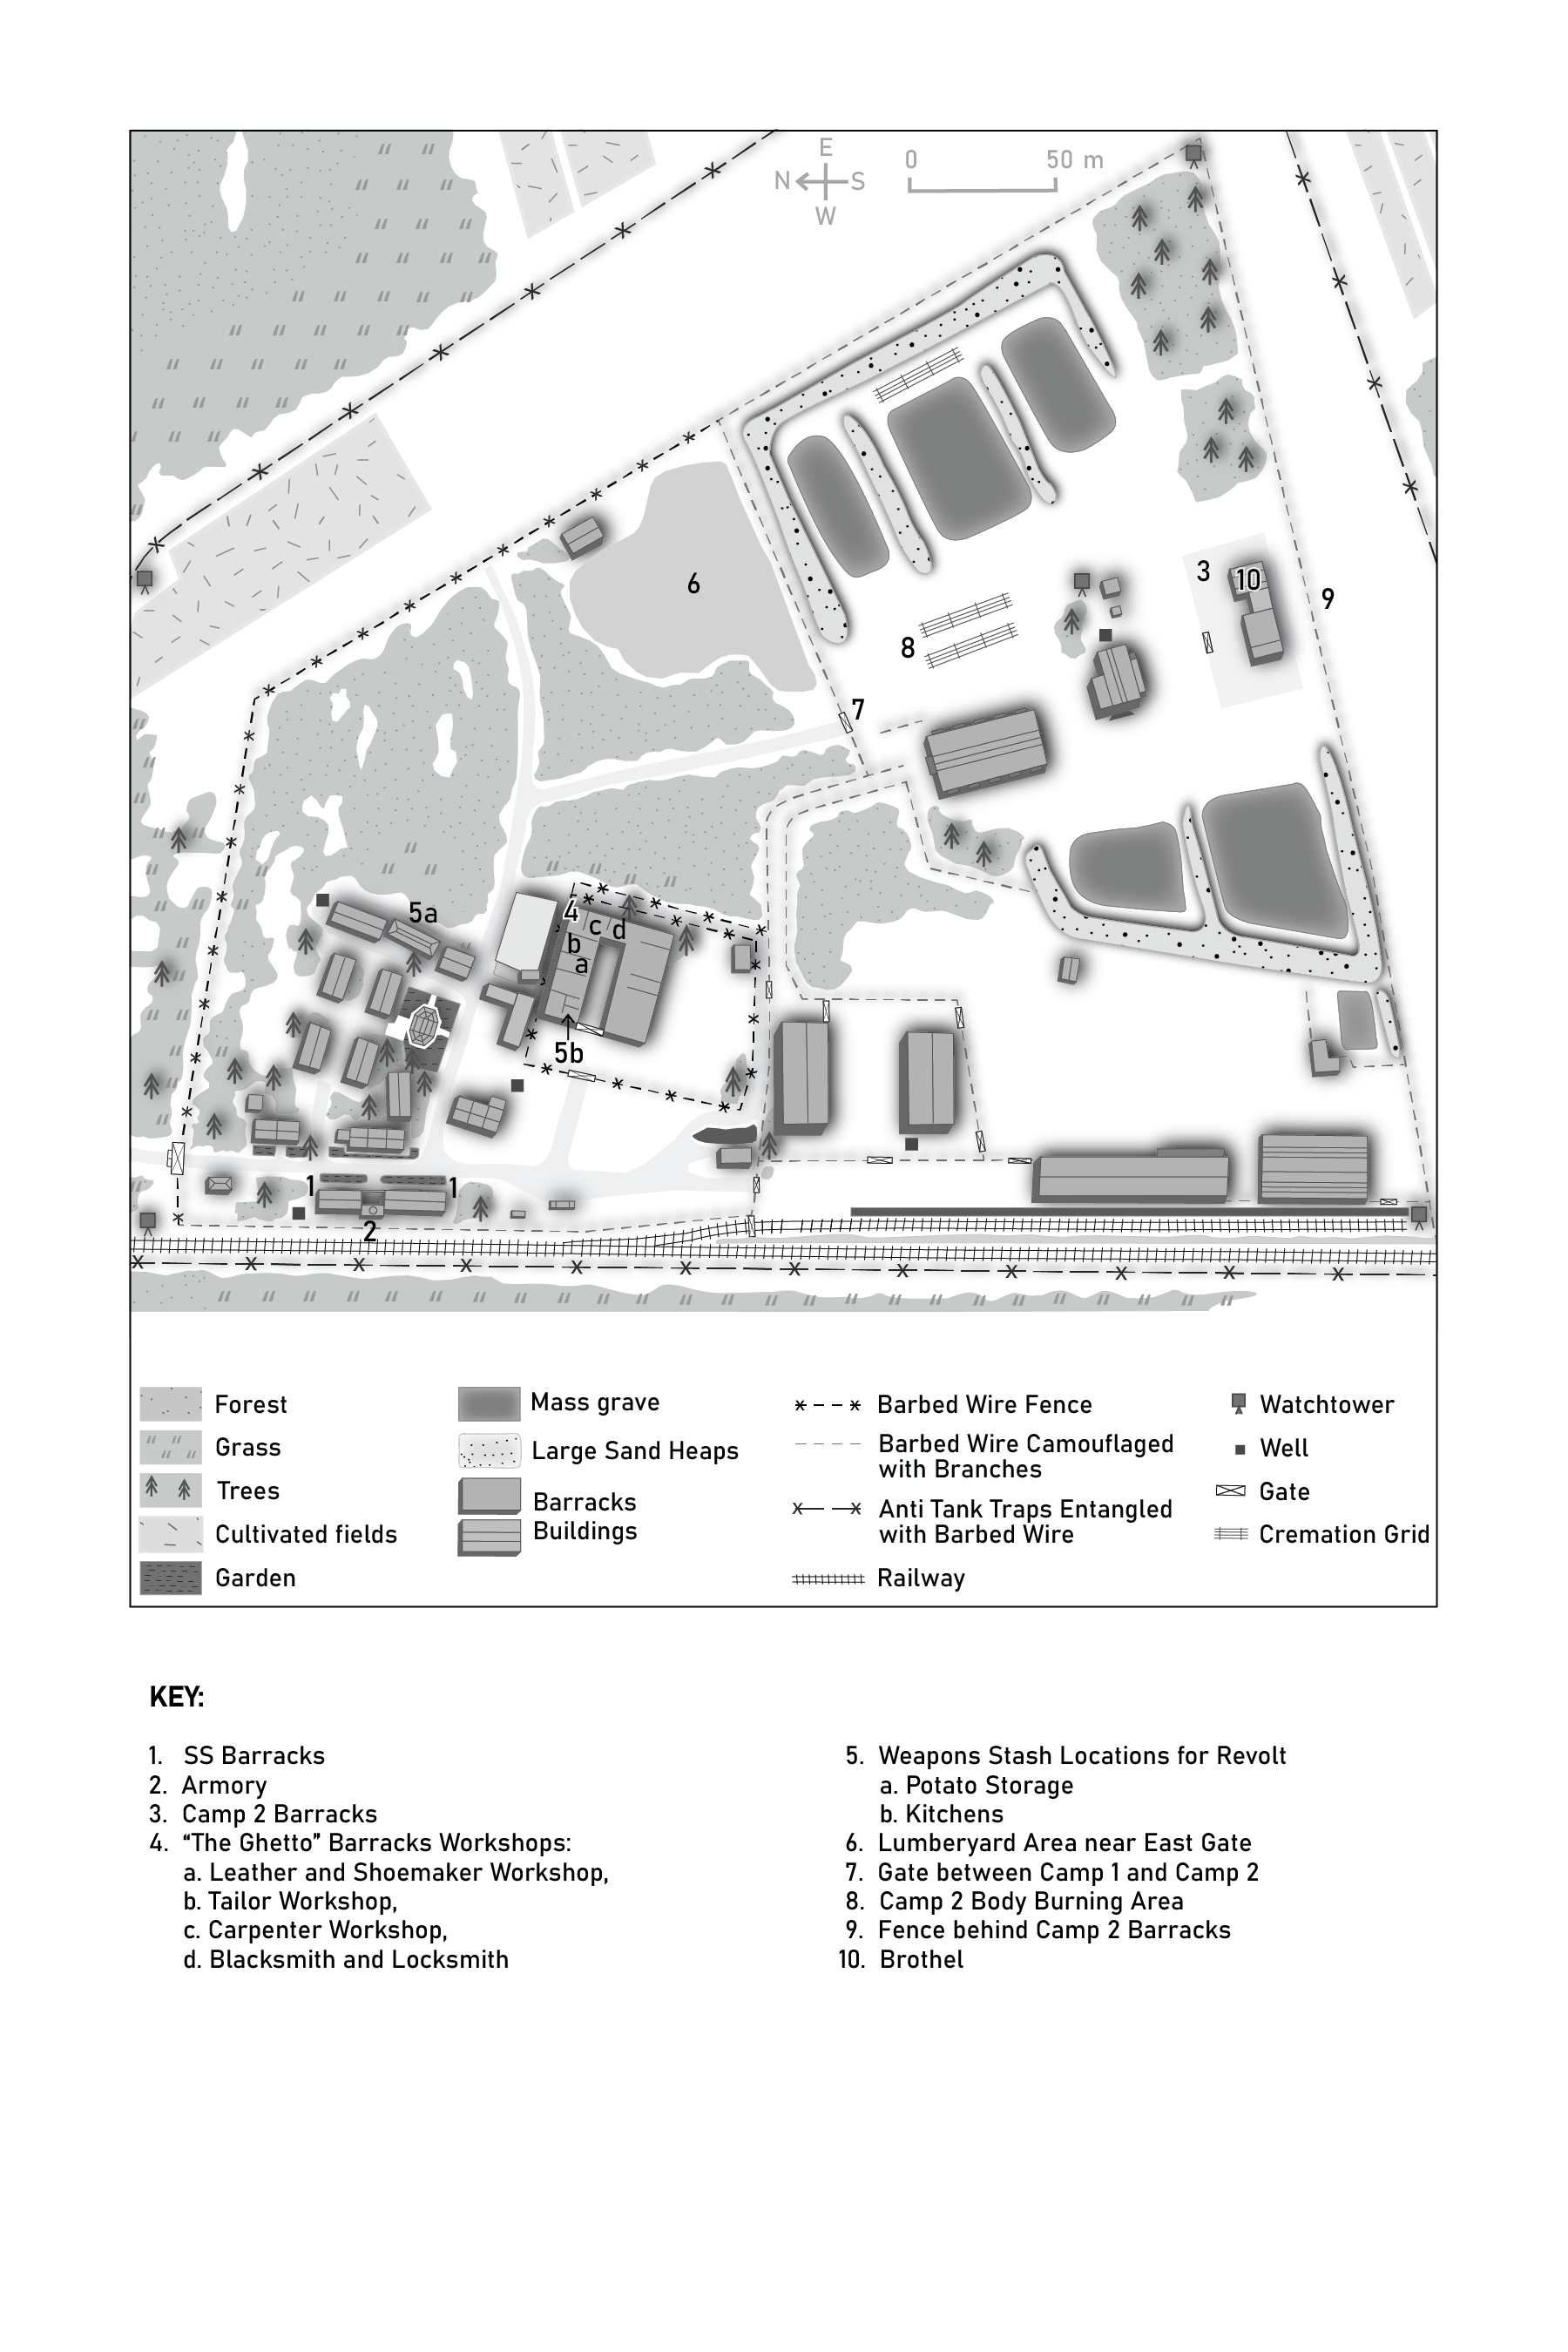 E
N S
W
0 50 m
6
3
10
9
8
7
5a
4
c d
b
a
5b
1
1
2
Forest
Grass
Trees
Cultivated fields
Garden
Mass grave
Large Sand Heaps
Barracks
Buildings
Barbed Wire Fence
Barbed Wire Camouflaged
with Branches
Anti Tank Traps Entangled
with Barbed Wire
Railway
Watchtower
Well
Gate
Cremation Grid
KEY:
1. SS Barracks
2. Armory
3. Camp 2 Barracks
4. “The Ghetto” Barracks Workshops:
a. Leather and Shoemaker Workshop,
b. Tailor Workshop,
c. Carpenter Workshop,
d. Blacksmith and Locksmith
5. Weapons Stash Locations for Revolt
a. Potato Storage
b. Kitchens
6. Lumberyard Area near East Gate
7. Gate between Camp 1 and Camp 2
8. Camp 2 Body Burning Area
9. Fence behind Camp 2 Barracks
10. Brothel